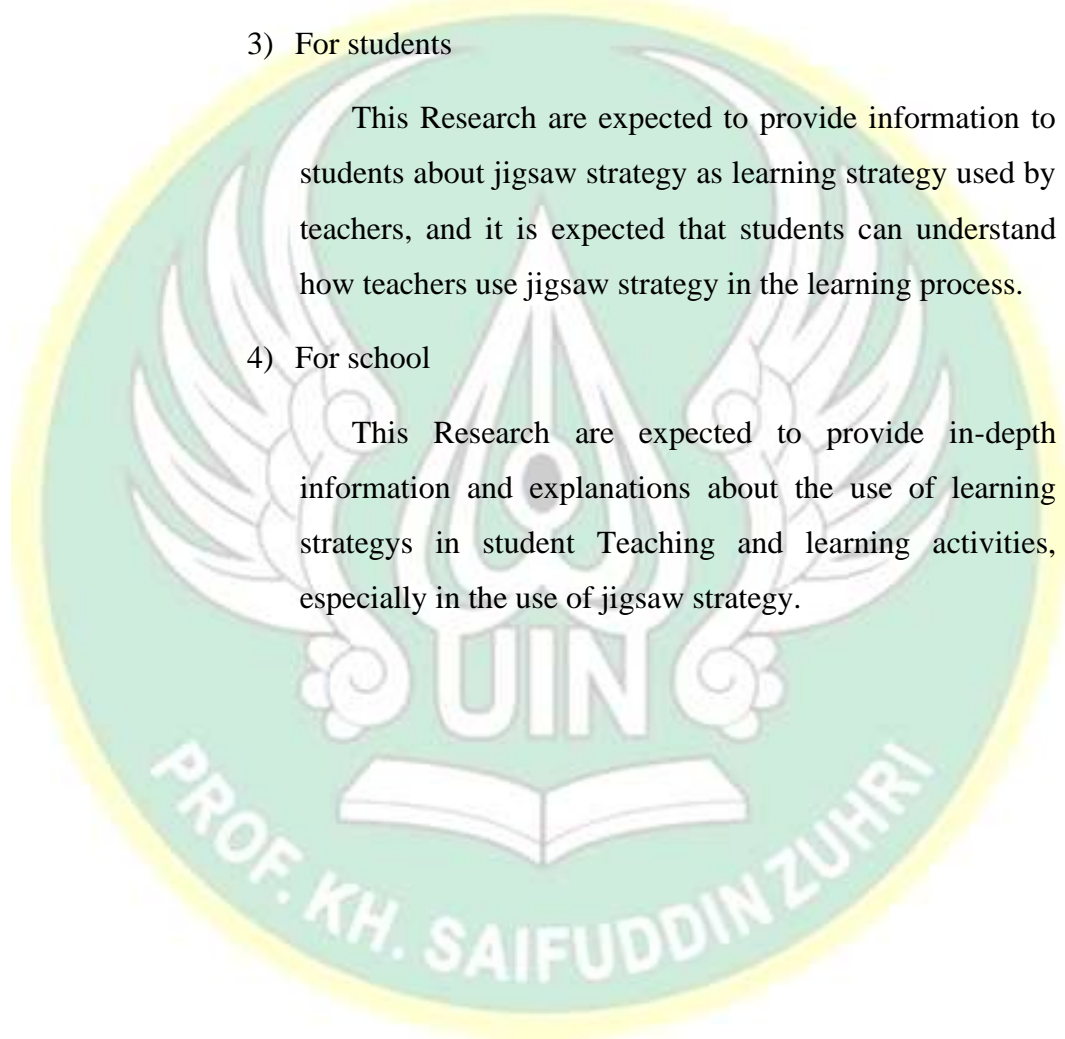 3) For students
This Research are expected to provide information to
students about jigsaw strategy as learning strategy used by
teachers, and it is expected that students can understand
how teachers use jigsaw strategy in the learning process.
4) For school
This Research are expected to provide in-depth
information and explanations about the use of learning
strategys in student Teaching and learning activities,
especially in the use of jigsaw strategy.
UIN
PROF. KH. SAIFUDDIN ZUHRI